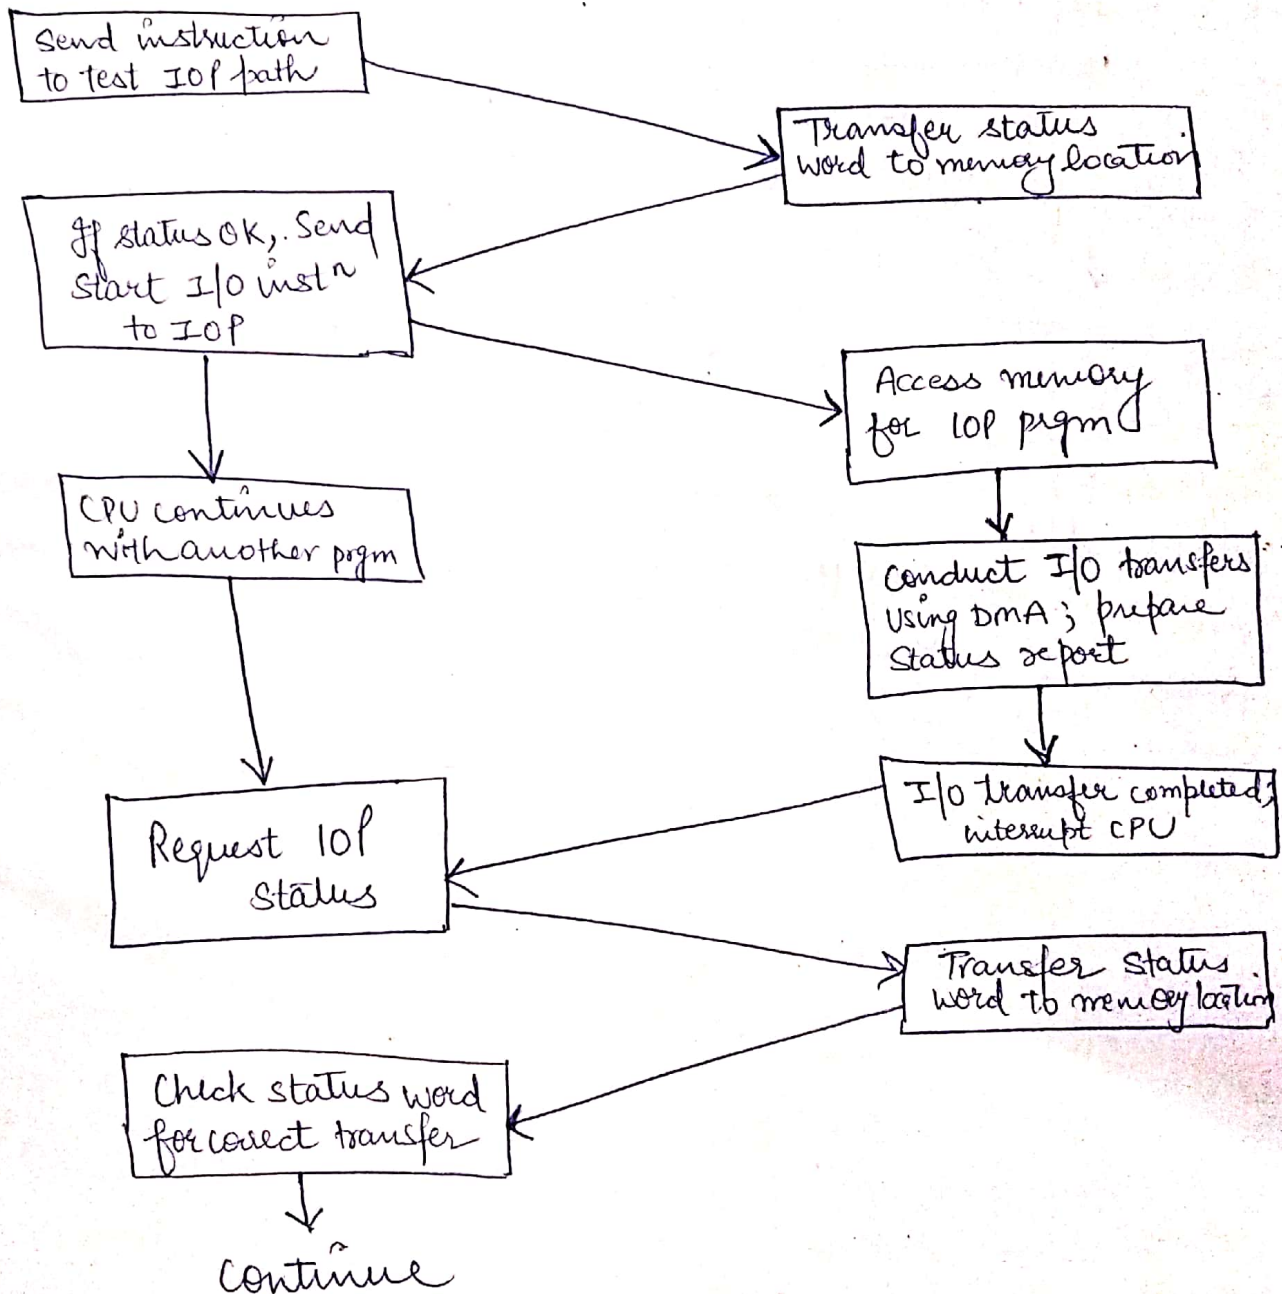 Send instruction
to test IOP path
Transfer status
word to memory location
If status OK, Send
Start I/O instⁿ
to IOP
Access memory
for IOP prgm
CPU continues
with another prgm
Conduct I/O transfers
using DMA; prepare
Status report
I/O transfer completed;
interrupt CPU
Request IOP
Status
Transfer Status
word to memory location
Check status word
for correct transfer
Continue